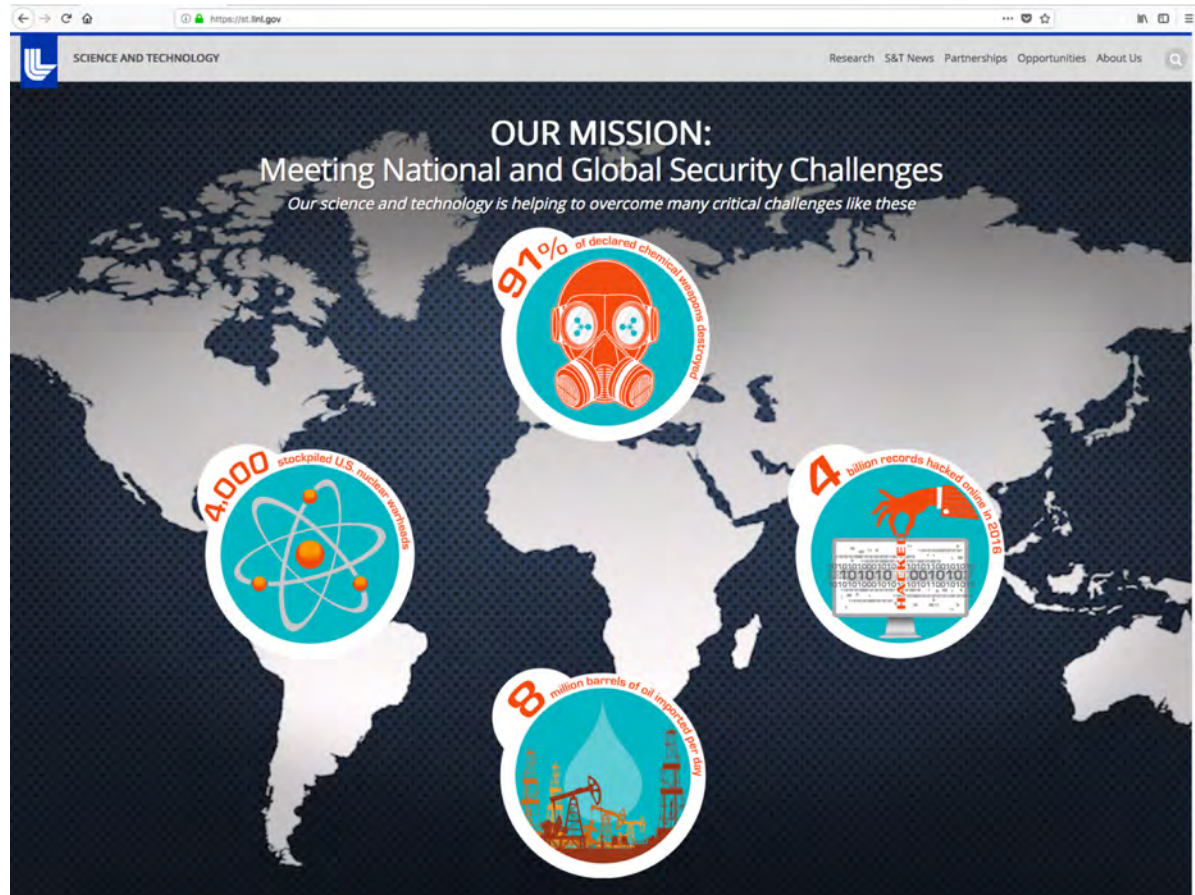 https://st.llnl.gov
SCIENCE AND TECHNOLOGY
Research S&T News Partnerships Opportunities About Us
OUR MISSION:
Meeting National and Global Security Challenges
Our science and technology is helping to overcome many critical challenges like these
91% of declared chemical weapons destroyed
4,000 stockpiled U.S. nuclear warheads
4 billion records hacked online in 2016
HACKED
101010 001010
8 million barrels of oil imported per day